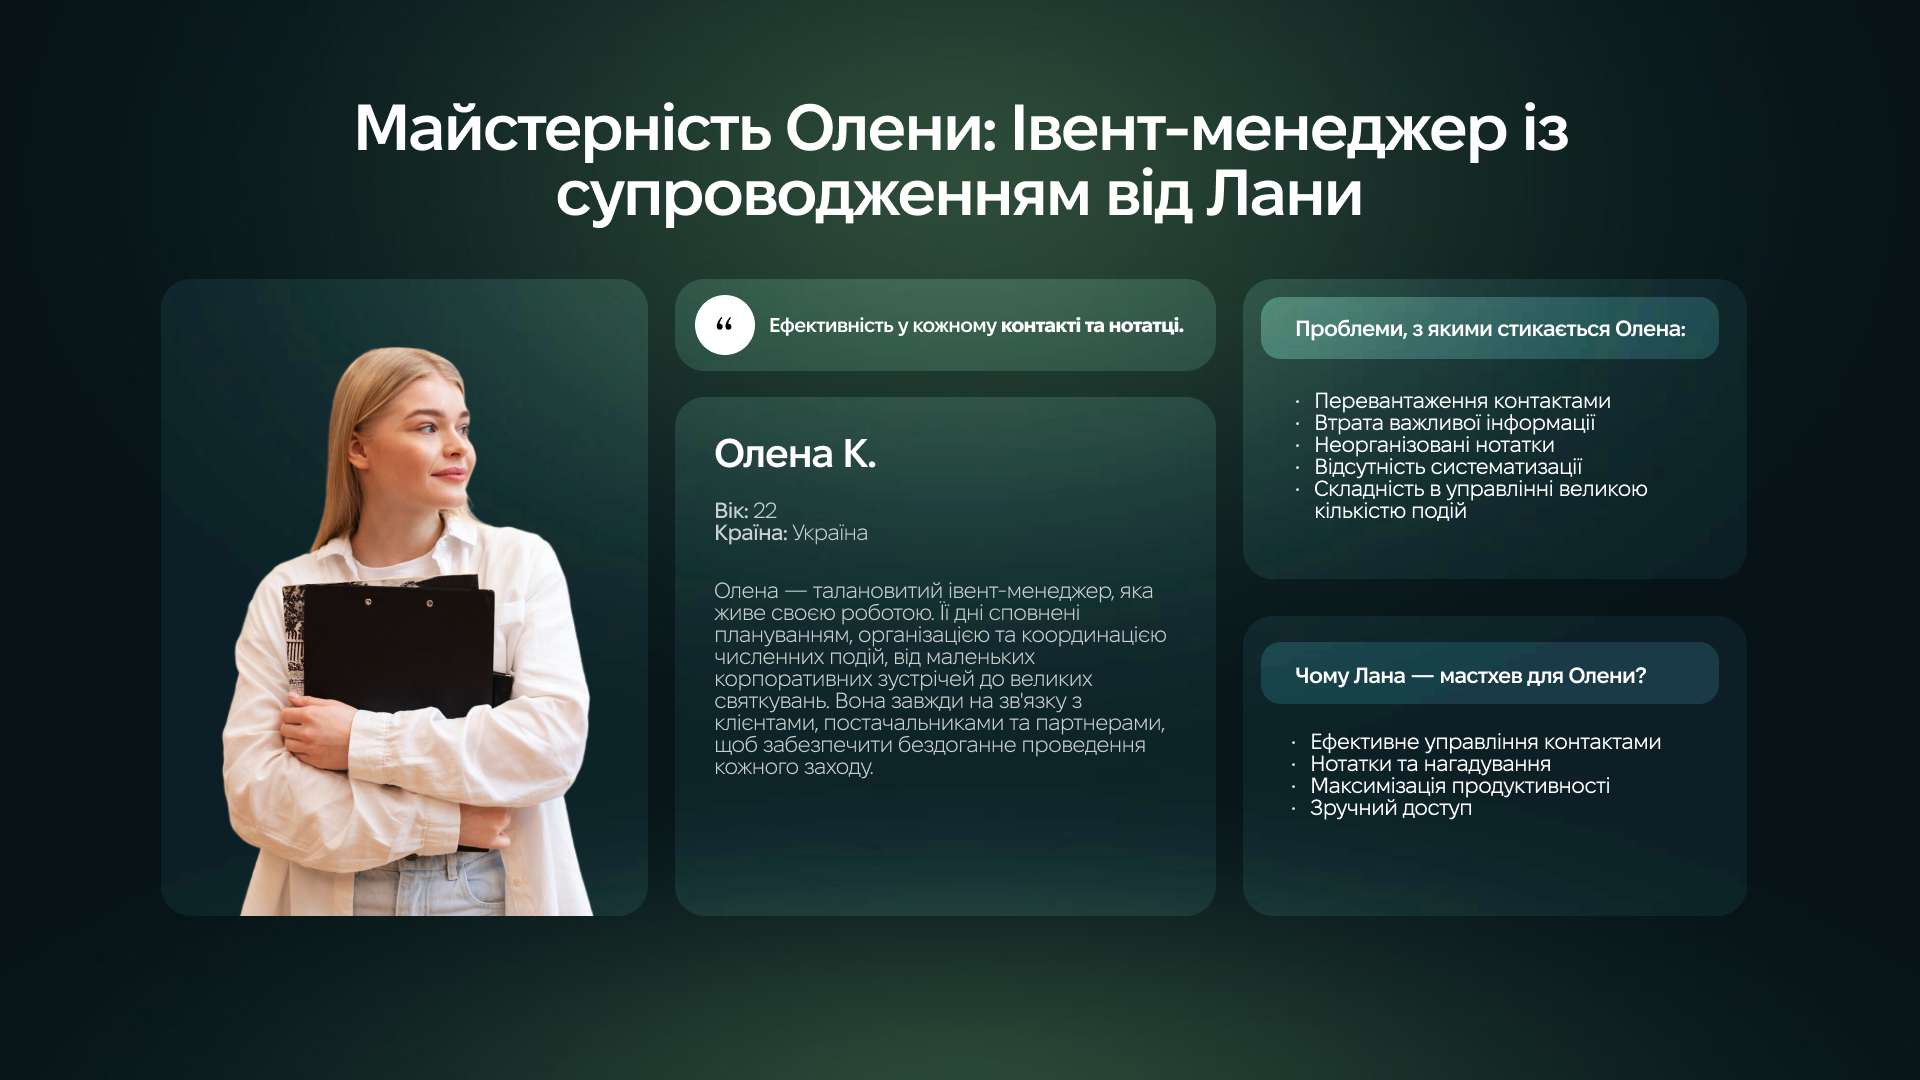 Майстерність Олени: Івент-менеджер із
супроводженням від Лани
“ Ефективність у кожному контакті та нотатці.
Олена К.
Вік: 22
Країна: Україна
Олена — талановитий івент-менеджер, яка
живе своєю роботою. Її дні сповнені
плануванням, організацією та координацією
численних подій, від маленьких
корпоративних зустрічей до великих
святкувань. Вона завжди на зв'язку з
клієнтами, постачальниками та партнерами,
щоб забезпечити бездоганне проведення
кожного заходу.
Проблеми, з якими стикається Олена:
· Перевантаження контактами
· Втрата важливої інформації
· Неорганізовані нотатки
· Відсутність систематизації
· Складність в управлінні великою
кількістю подій
Чому Лана — мастхев для Олени?
· Ефективне управління контактами
· Нотатки та нагадування
· Максимізація продуктивності
· Зручний доступ